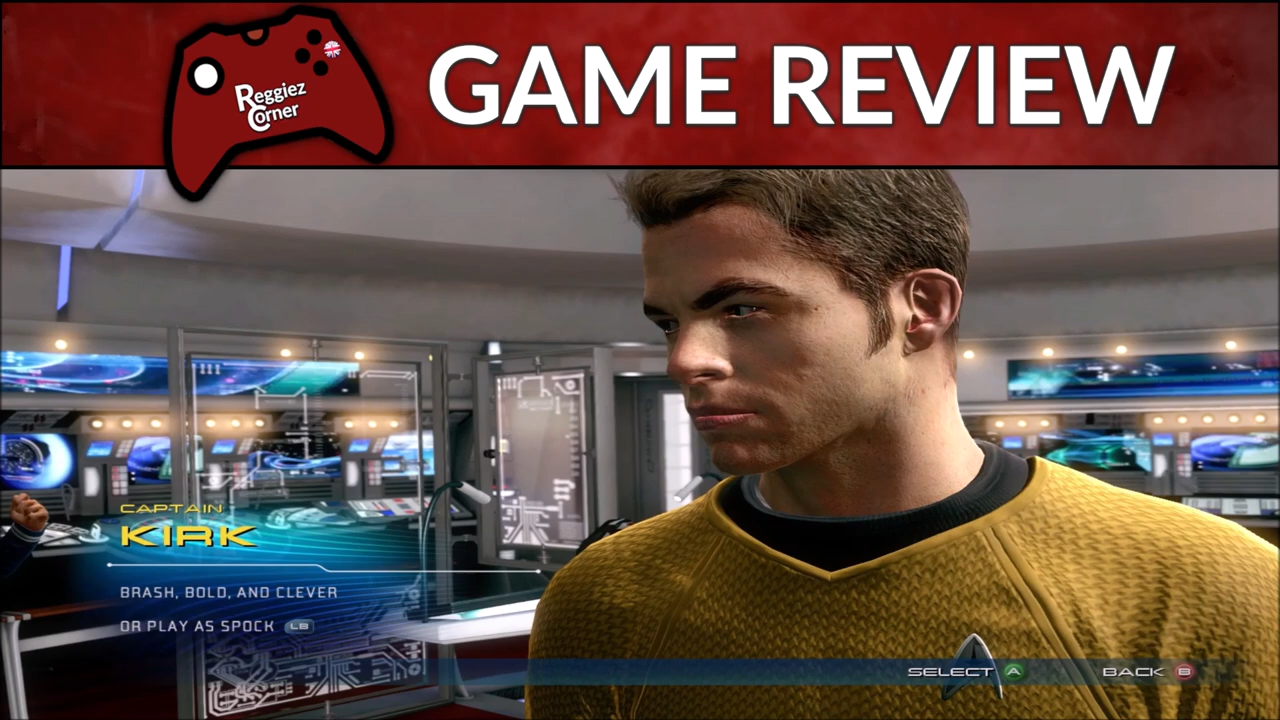 Reggiez
Corner
GAME REVIEW
CAPTAIN
KIRK
BRASH, BOLD, AND CLEVER
OR PLAY AS SPOCK LB
SELECT A
BACK B